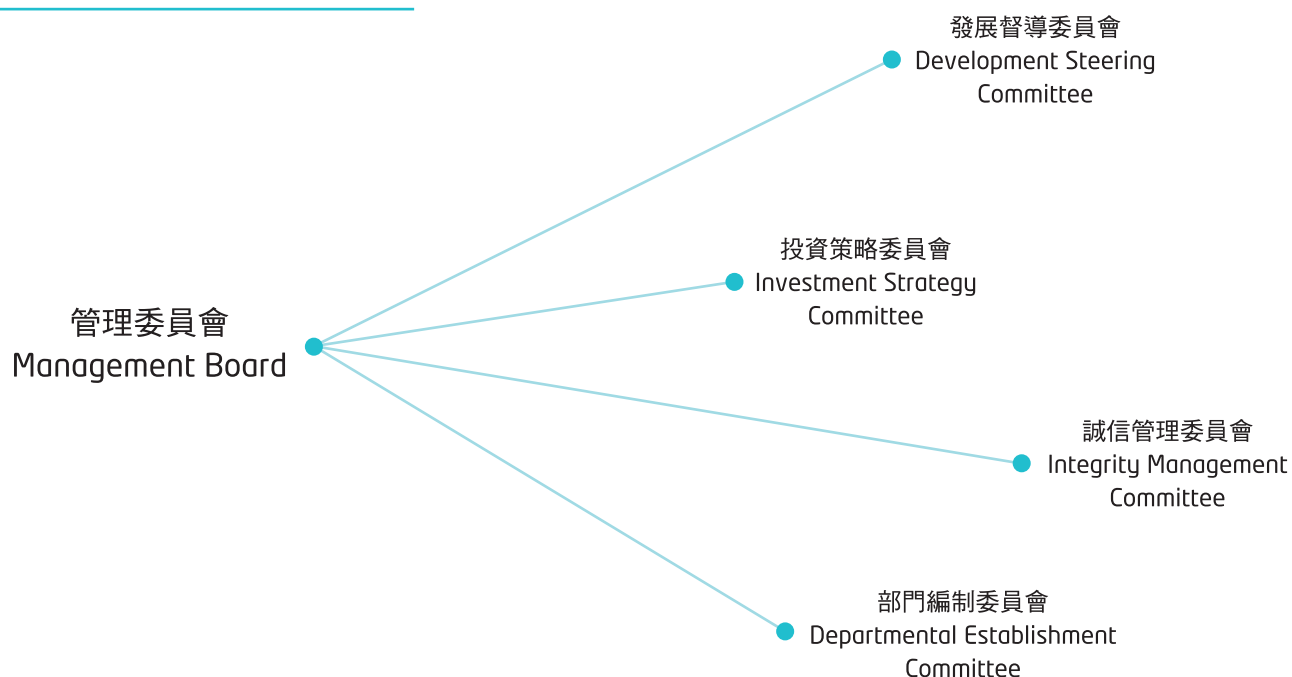 發展督導委員會
Development Steering
Committee
投資策略委員會
Investment Strategy
Committee
管理委員會
Management Board
誠信管理委員會
Integrity Management
Committee
部門編制委員會
Departmental Establishment
Committee